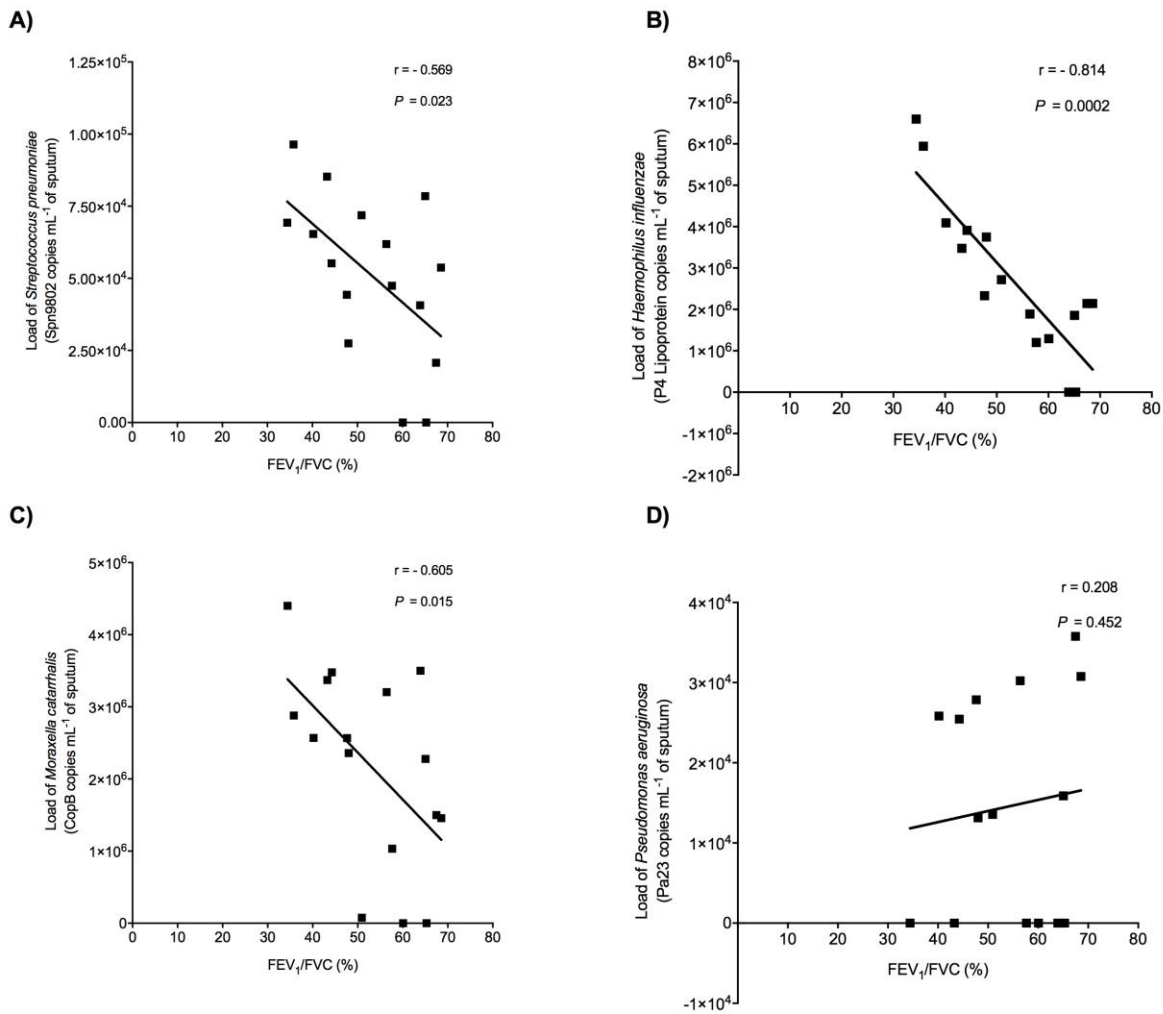 A)
Load of Streptococcus pneumoniae
(Spn9802 copies mL⁻¹ of sputum)
1.25×10⁵
1.00×10⁵
7.50×10⁴
5.00×10⁴
2.50×10⁴
0.00
r = - 0.569
P = 0.023
0 10 20 30 40 50 60 70 80
FEV₁/FVC (%)
B)
Load of Haemophilus influenzae
(P4 Lipoprotein copies mL⁻¹ of sputum)
8×10⁶
7×10⁶
6×10⁶
5×10⁶
4×10⁶
3×10⁶
2×10⁶
1×10⁶
0
-1×10⁶
-2×10⁶
r = - 0.814
P = 0.0002
10 20 30 40 50 60 70 80
FEV₁/FVC (%)
C)
Load of Moraxella catarrhalis
(CopB copies mL⁻¹ of sputum)
5×10⁶
4×10⁶
3×10⁶
2×10⁶
1×10⁶
0
r = - 0.605
P = 0.015
0 10 20 30 40 50 60 70 80
FEV₁/FVC (%)
D)
Load of Pseudomonas aeruginosa
(Pa23 copies mL⁻¹ of sputum)
4×10⁴
3×10⁴
2×10⁴
1×10⁴
0
-1×10⁴
r = 0.208
P = 0.452
10 20 30 40 50 60 70 80
FEV₁/FVC (%)